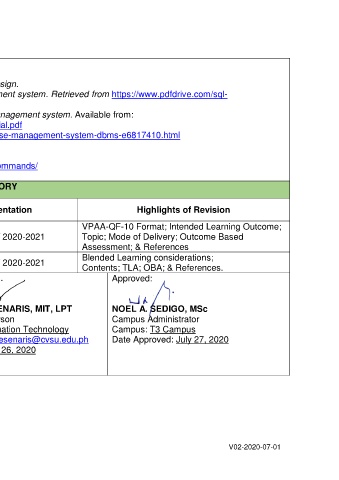 sign.
ment system. Retrieved from https://www.pdfdrive.com/sql-
nagement system. Available from:
ial.pdf
se-management-system-dbms-e6817410.html
ommands/
ORY
entation Highlights of Revision
2020-2021 VPAA-QF-10 Format; Intended Learning Outcome;
Topic; Mode of Delivery; Outcome Based
Assessment; & References
2020-2021 Blended Learning considerations;
Contents; TLA; OBA; & References.
Approved:
ENARIS, MIT, LPT NOEL A. SEDIGO, MSc
rson Campus Administrator
uation Technology Campus: T3 Campus
esenaris@cvsu.edu.ph Date Approved: July 27, 2020
26, 2020
V02-2020-07-01